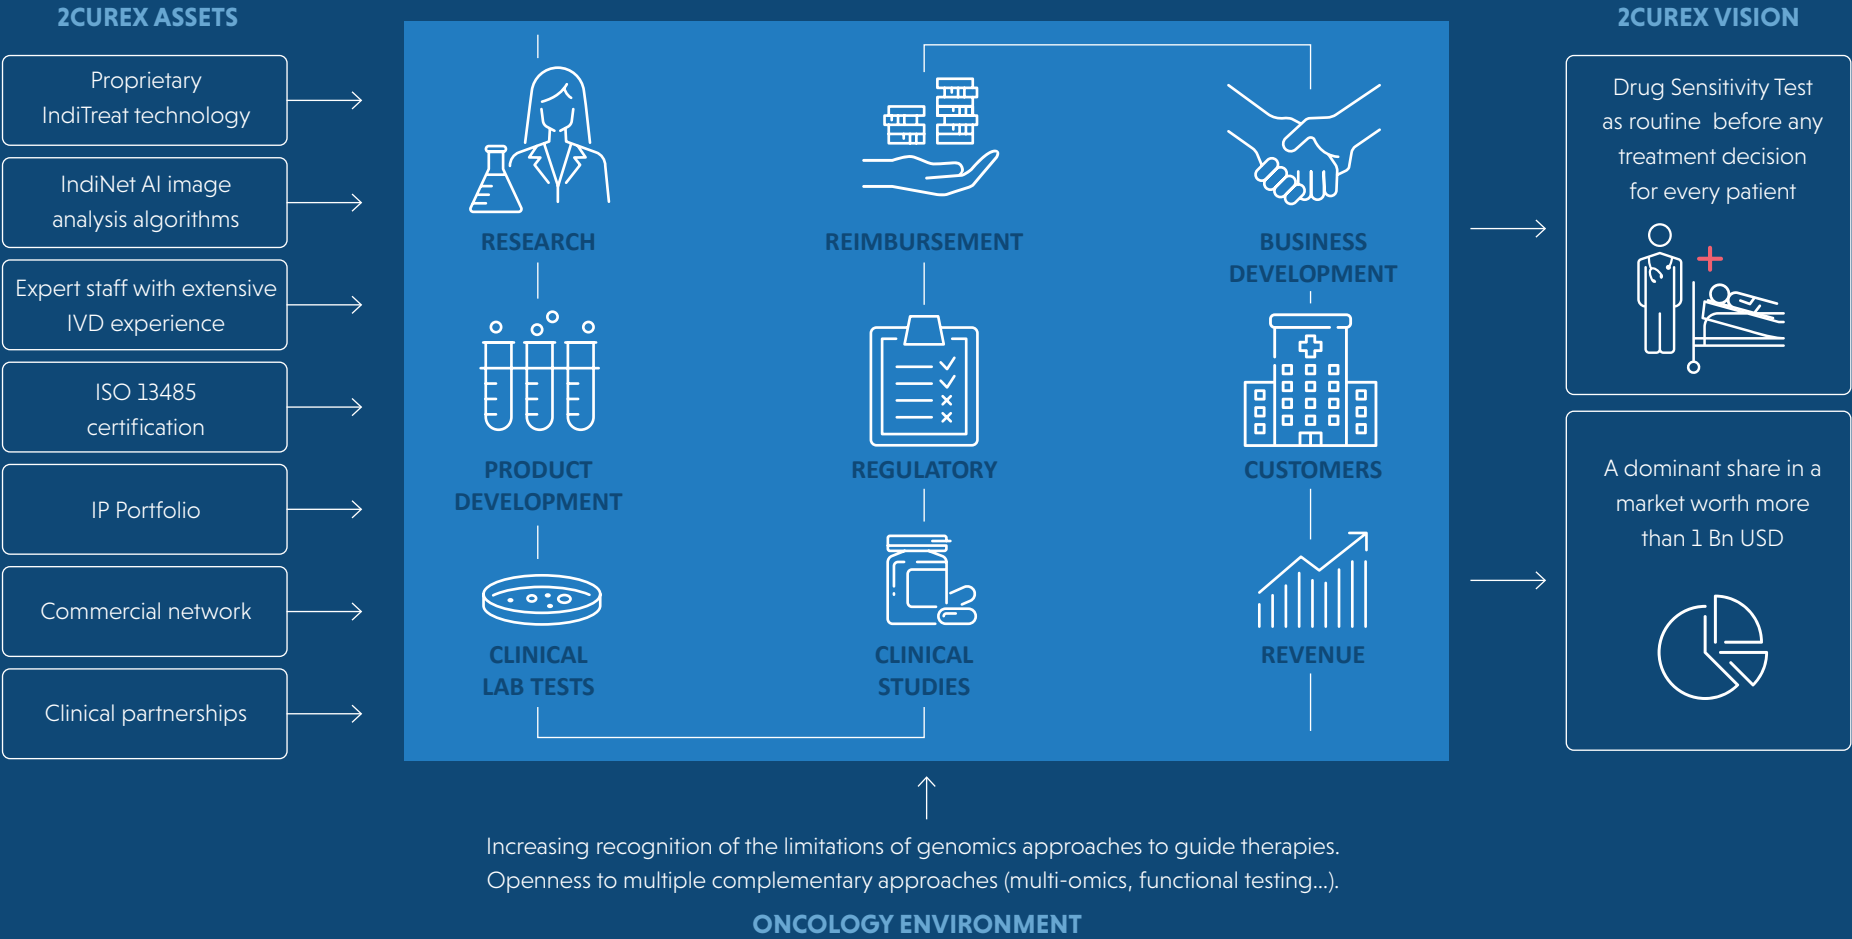 2CUREX ASSETS
Proprietary
IndiTreat technology
IndiNet AI image
analysis algorithms
Expert staff with extensive
IVD experience
ISO 13485
certification
IP Portfolio
Commercial network
Clinical partnerships
RESEARCH
PRODUCT
DEVELOPMENT
CLINICAL
LAB TESTS
REIMBURSEMENT
REGULATORY
CLINICAL
STUDIES
BUSINESS
DEVELOPMENT
CUSTOMERS
REVENUE
2CUREX VISION
Drug Sensitivity Test
as routine before any
treatment decision
for every patient
A dominant share in a
market worth more
than 1 Bn USD
Increasing recognition of the limitations of genomics approaches to guide therapies.
Openness to multiple complementary approaches (multi-omics, functional testing...).
ONCOLOGY ENVIRONMENT